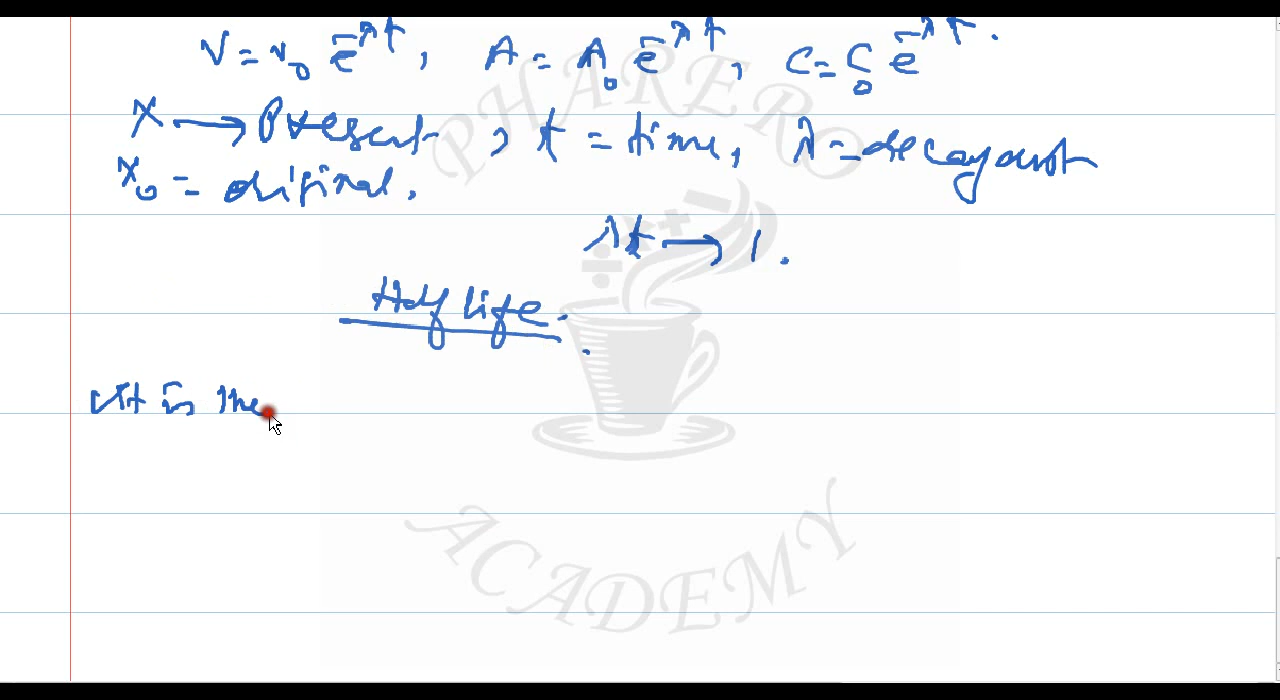 V = V₀ e^-λt, A = A₀ e^-λt, C = C₀ e^-λt.
X → Present, t = time, λ = decay const
X₀ = original.
λt → 1.
Half life :
It is the
PHARERO
ACADEMY